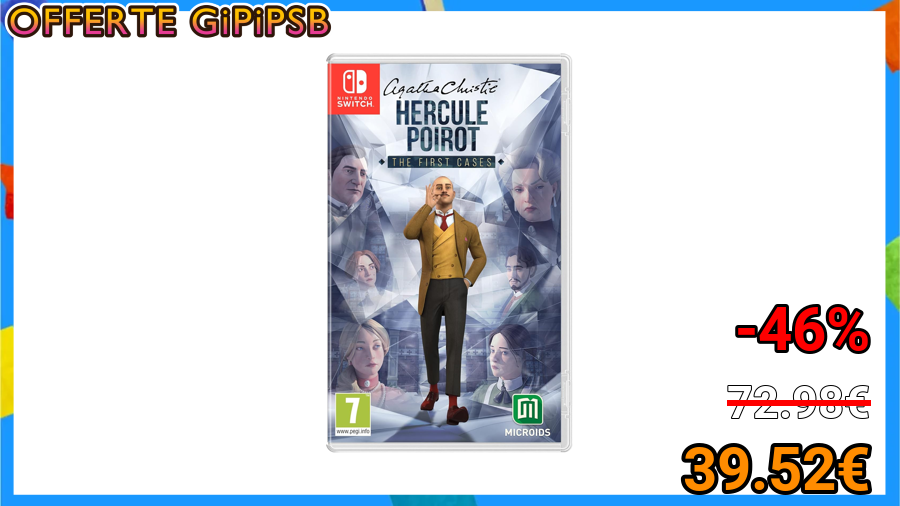 OFFERTE GiPiPSB
NINTENDO
SWITCH
Agatha Christie
HERCULE
POIROT
THE FIRST CASES
-46%
72.98€
7
www.pegi.info
MICROIDS
39.52€